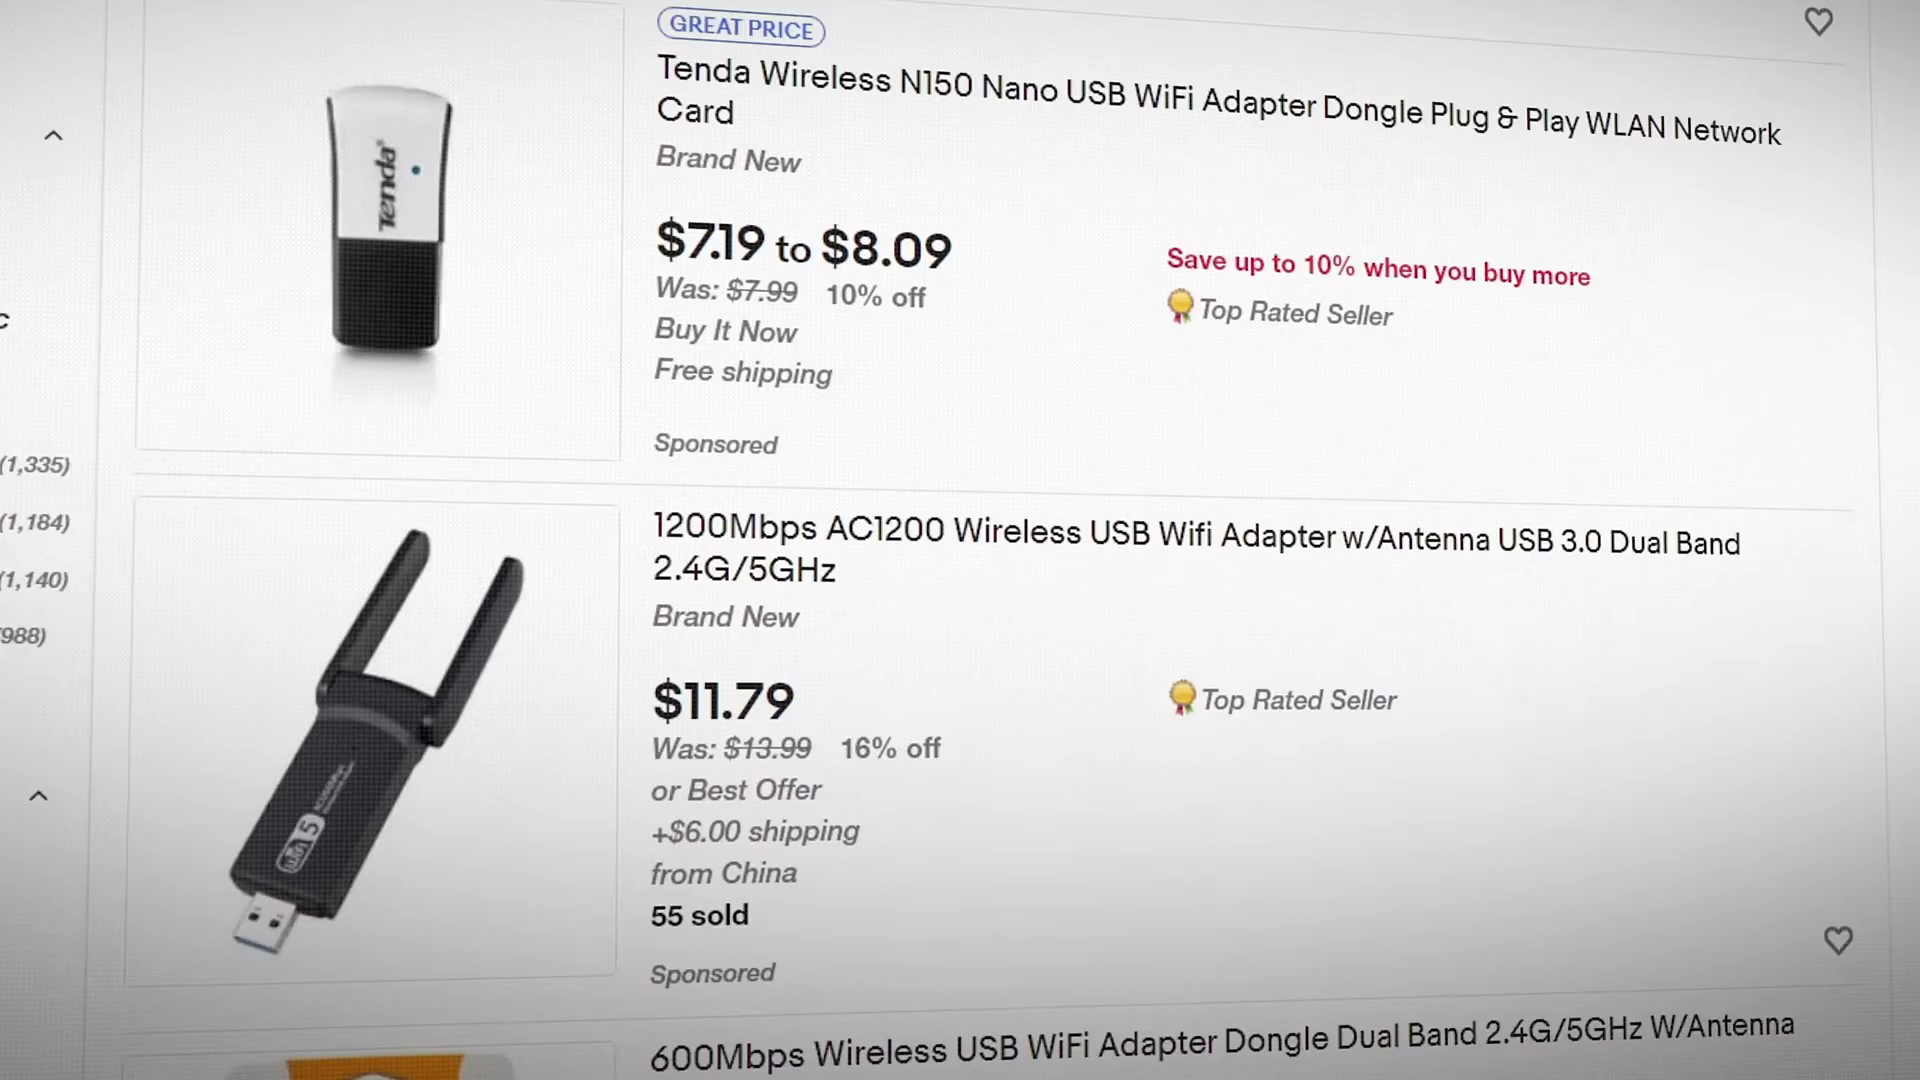 GREAT PRICE
Tenda Wireless N150 Nano USB WiFi Adapter Dongle Plug & Play WLAN Network
Card
Brand New
$7.19 to $8.09
Was: $7.99 10% off
Buy It Now
Free shipping
Sponsored
Save up to 10% when you buy more
Top Rated Seller
Tenda
(1,335)
(1,184)
(1,140)
(988)
1200Mbps AC1200 Wireless USB Wifi Adapter w/Antenna USB 3.0 Dual Band
2.4G/5GHz
Brand New
$11.79
Was: $13.99 16% off
or Best Offer
+$6.00 shipping
from China
55 sold
Sponsored
Top Rated Seller
WiFi 5
600Mbps Wireless USB WiFi Adapter Dongle Dual Band 2.4G/5GHz W/Antenna